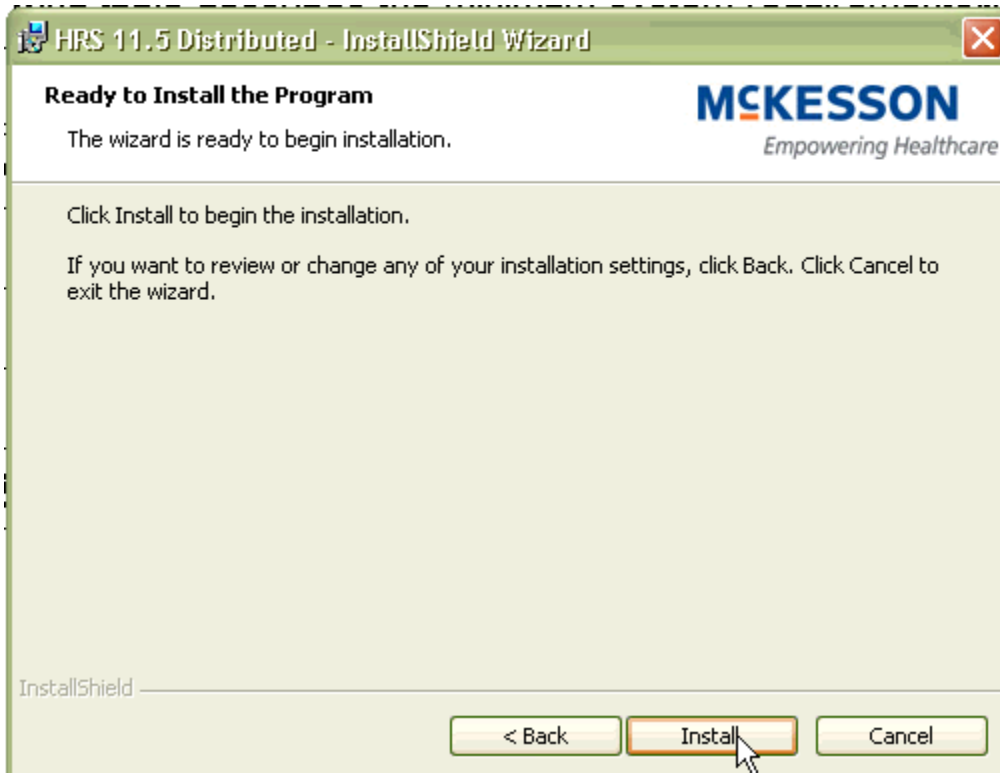 HRS 11.5 Distributed - InstallShield Wizard
Ready to Install the Program
The wizard is ready to begin installation.
MCKESSON
Empowering Healthcare
Click Install to begin the installation.
If you want to review or change any of your installation settings, click Back. Click Cancel to
exit the wizard.
InstallShield
< Back
Install
Cancel